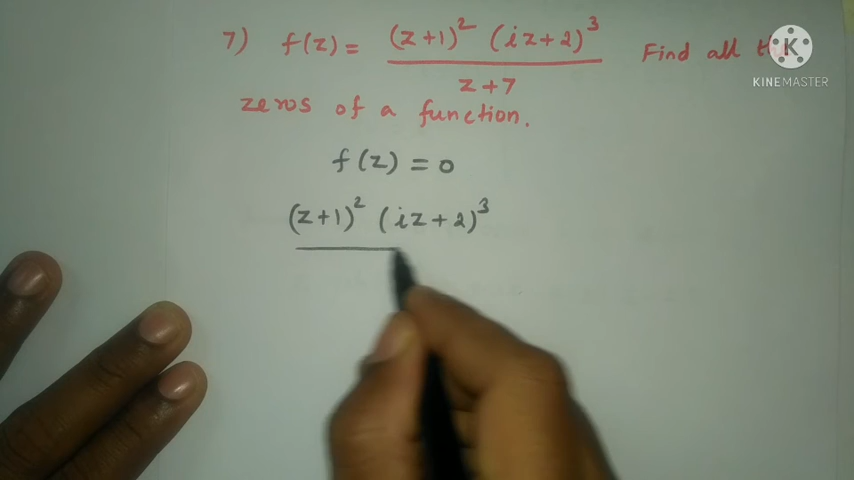 7) f(z) = (z+1)² (iz+2)³ / z+7 Find all
zeros of a function.
f(z) = 0
(z+1)² (iz+2)³
K
KINEMASTER